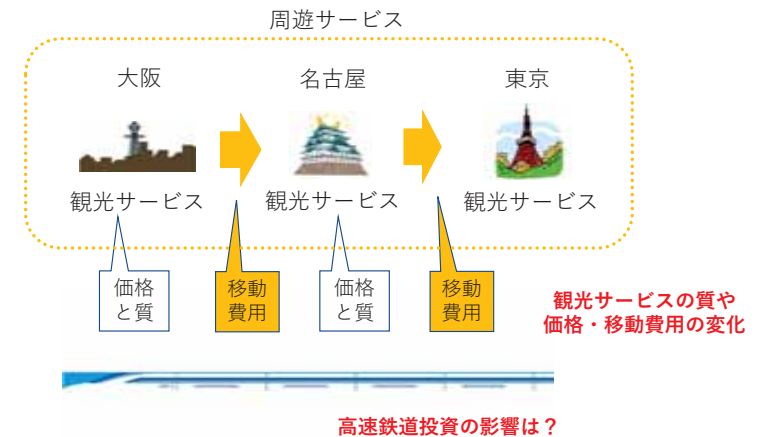 周遊サービス
大阪
名古屋
東京
観光サービス
観光サービス
観光サービス
価格
と質
移動
費用
価格
と質
移動
費用
観光サービスの質や
価格・移動費用の変化
高速鉄道投資の影響は？